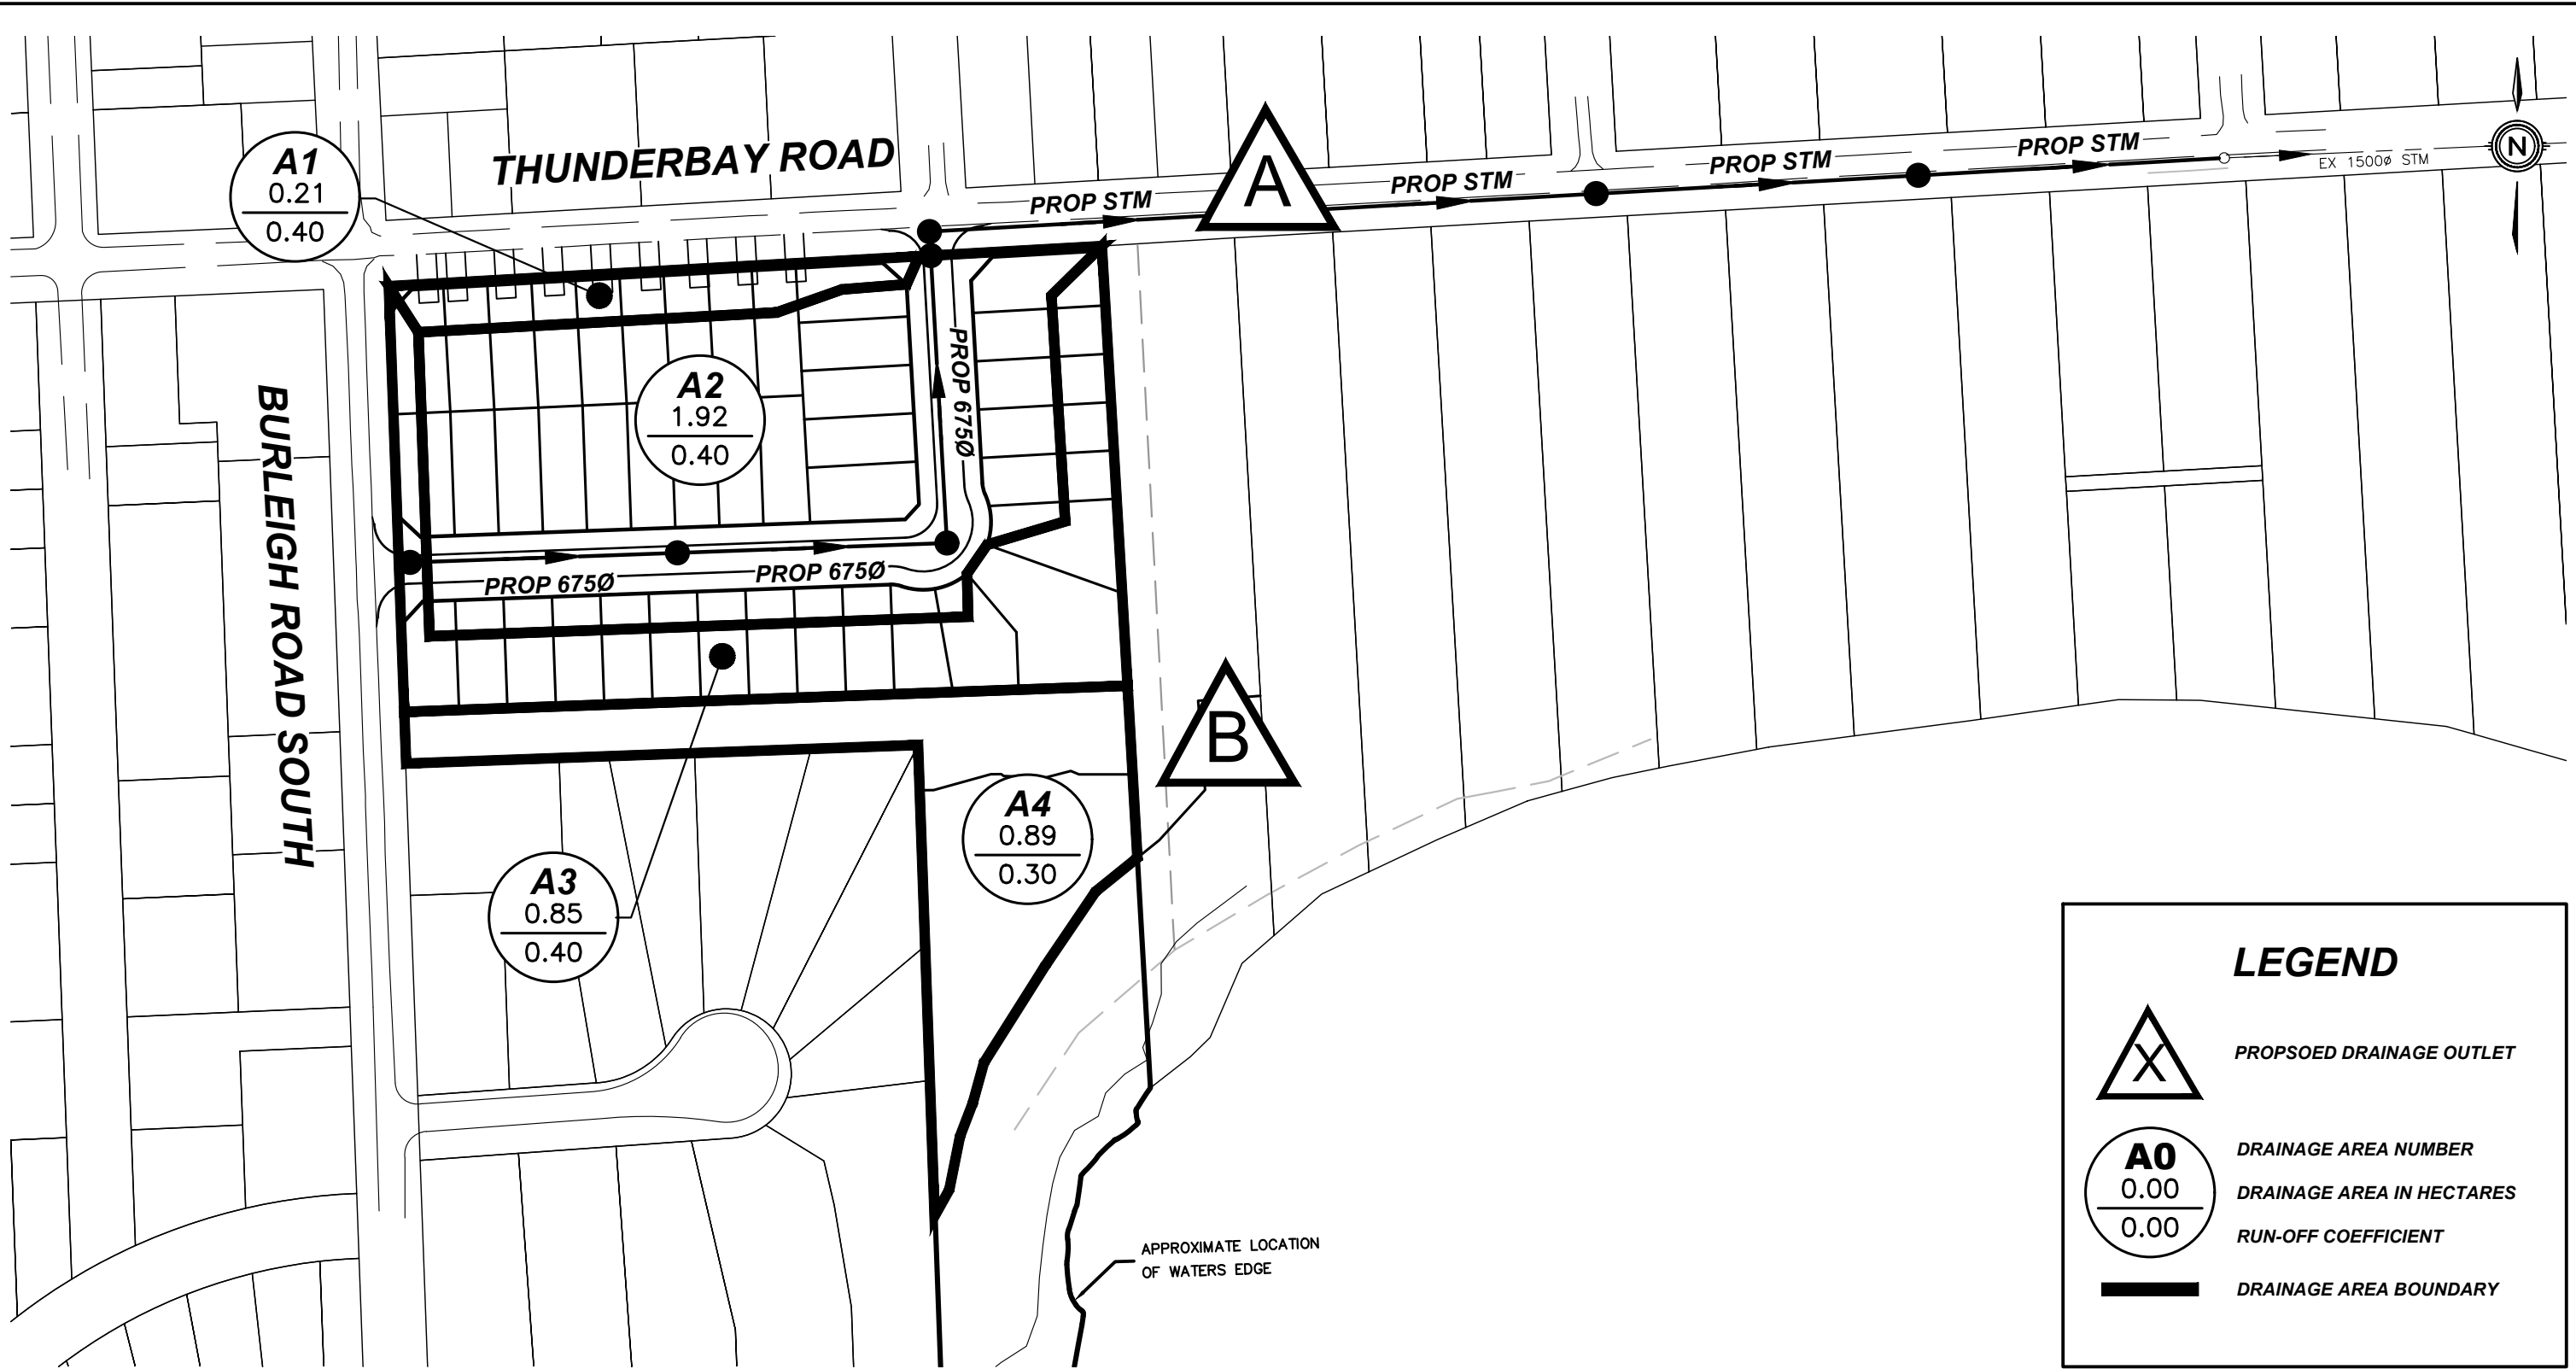 THUNDERBAY ROAD
A1
0.21
0.40
PROP STM
A
PROP STM
PROP STM
PROP STM
EX 1500ø STM
N
BURLEIGH ROAD SOUTH
A2
1.92
0.40
PROP 675Ø
PROP 675Ø
PROP 675Ø
B
A3
0.85
0.40
A4
0.89
0.30
APPROXIMATE LOCATION
OF WATERS EDGE
LEGEND
X
PROPSOED DRAINAGE OUTLET
A0
0.00
0.00
DRAINAGE AREA NUMBER
DRAINAGE AREA IN HECTARES
RUN-OFF COEFFICIENT
DRAINAGE AREA BOUNDARY